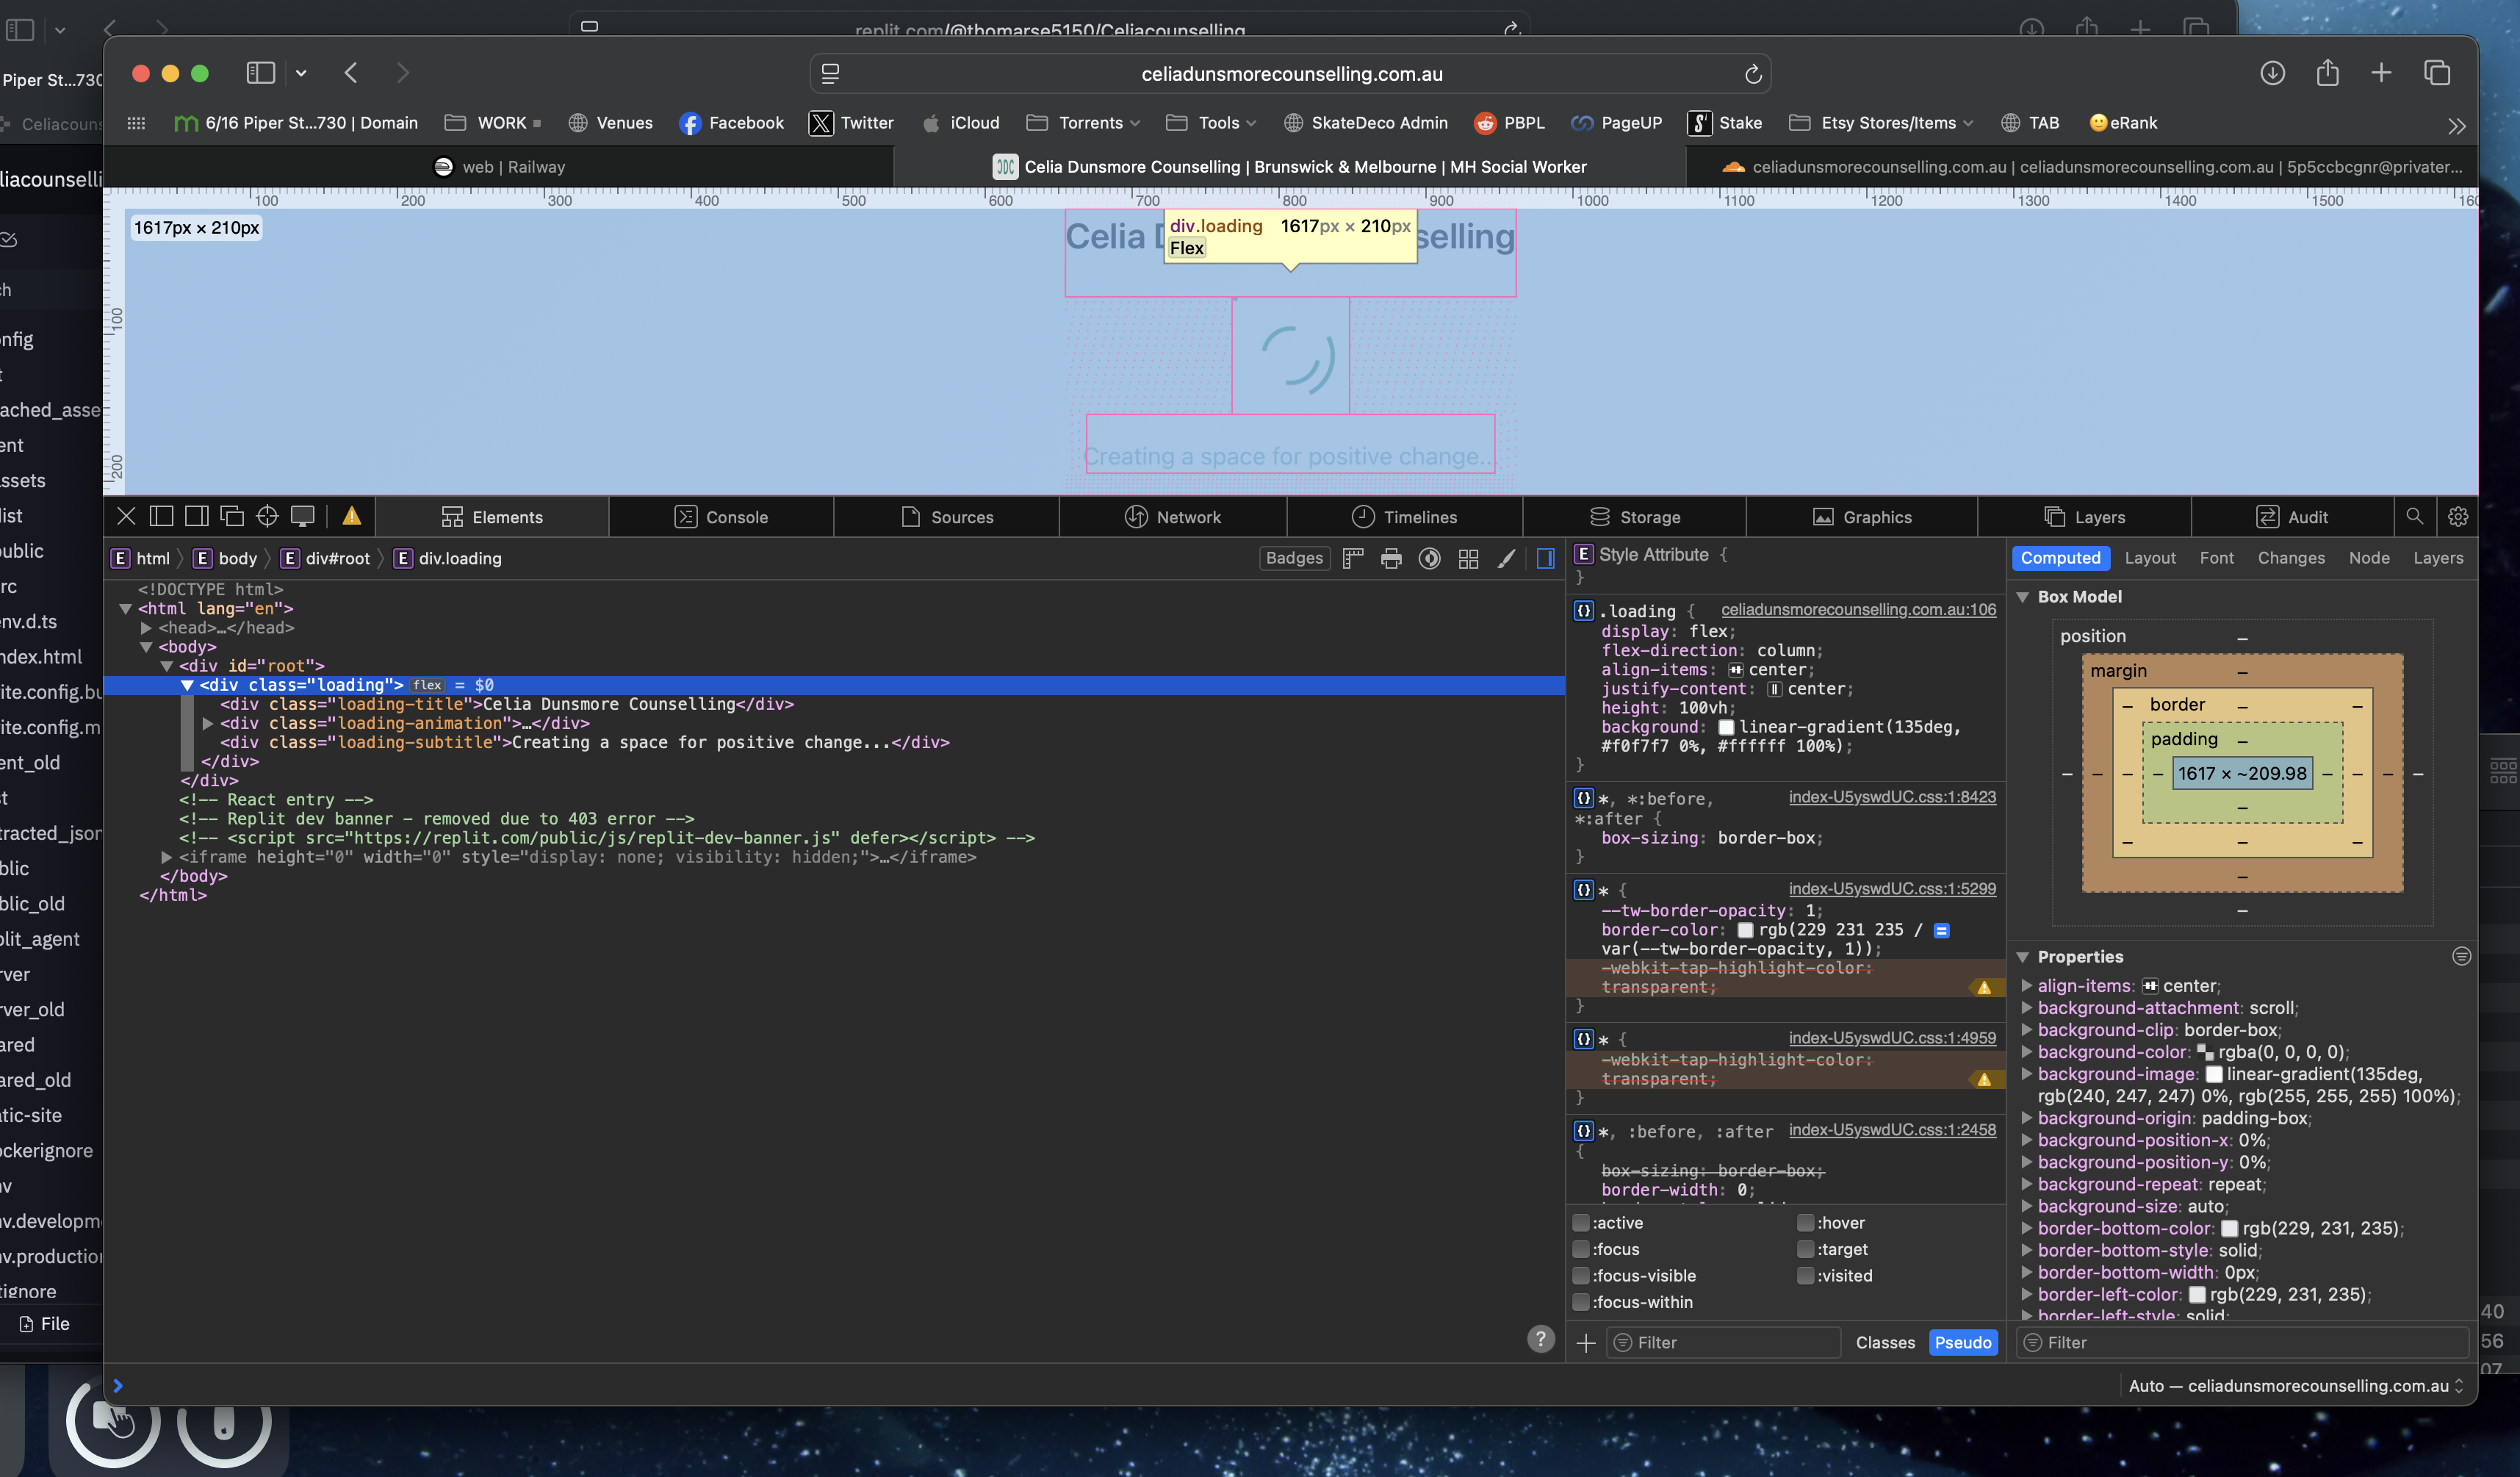 replit.com/@thomarse5150/Celiacounselling
Piper St...730
celiadunsmorecounselling.com.au
6/16 Piper St...730 | Domain
WORK
Venues
Facebook
Twitter
iCloud
Torrents
Tools
SkateDeco Admin
PBPL
PageUP
Stake
Etsy Stores/Items
TAB
eRank
Celiacouns
web | Railway
Celia Dunsmore Counselling | Brunswick & Melbourne | MH Social Worker
celiadunsmorecounselling.com.au | celiadunsmorecounselling.com.au | 5p5ccbcgnr@privater...
liacounselli
100 200 300 400 500 600 700 800 900 1000 1100 1200 1300 1400 1500 160
1617px × 210px
Celia D
selling
div.loading 1617px × 210px
Flex
100
200
Creating a space for positive change...
ch
nfig
t
ached_asse
ent
ssets
list
public
rc
env.d.ts
ndex.html
ite.config.bu
ite.config.m
ent_old
st
tracted_json
blic
blic_old
plit_agent
rver
rver_old
ared
ared_old
atic-site
ockerignore
nv
nv.developm
nv.production
tignore
File
Elements
Console
Sources
Network
Timelines
Storage
Graphics
Layers
Audit
E html
E body
E div#root
E div.loading
Badges
<!DOCTYPE html>
<html lang="en">
<head>…</head>
<body>
<div id="root">
<div class="loading"> flex = $0
<div class="loading-title">Celia Dunsmore Counselling</div>
<div class="loading-animation">…</div>
<div class="loading-subtitle">Creating a space for positive change...</div>
</div>
</div>
<!-- React entry -->
<!-- Replit dev banner - removed due to 403 error -->
<!-- <script src="https://replit.com/public/js/replit-dev-banner.js" defer></script> -->
<iframe height="0" width="0" style="display: none; visibility: hidden;">…</iframe>
</body>
</html>
E Style Attribute {
}
.loading { celiadunsmorecounselling.com.au:106
display: flex;
flex-direction: column;
align-items: center;
justify-content: center;
height: 100vh;
background: linear-gradient(135deg,
#f0f7f7 0%, #ffffff 100%);
}
*, *:before, index-U5yswdUC.css:1:8423
*:after {
box-sizing: border-box;
}
* { index-U5yswdUC.css:1:5299
--tw-border-opacity: 1;
border-color: rgb(229 231 235 /
var(--tw-border-opacity, 1));
-webkit-tap-highlight-color:
transparent;
}
* { index-U5yswdUC.css:1:4959
-webkit-tap-highlight-color:
transparent;
}
*, :before, :after index-U5yswdUC.css:1:2458
{
box-sizing: border-box;
border-width: 0;
:active
:hover
:focus
:target
:focus-visible
:visited
:focus-within
Filter
Classes
Pseudo
Computed
Layout
Font
Changes
Node
Layers
Box Model
position
margin
border
padding
1617 × ~209.98
Properties
align-items: center;
background-attachment: scroll;
background-clip: border-box;
background-color: rgba(0, 0, 0, 0);
background-image: linear-gradient(135deg,
rgb(240, 247, 247) 0%, rgb(255, 255, 255) 100%);
background-origin: padding-box;
background-position-x: 0%;
background-position-y: 0%;
background-repeat: repeat;
background-size: auto;
border-bottom-color: rgb(229, 231, 235);
border-bottom-style: solid;
border-bottom-width: 0px;
border-left-color: rgb(229, 231, 235);
border-left-style: solid;
Filter
Auto — celiadunsmorecounselling.com.au
40
56
07